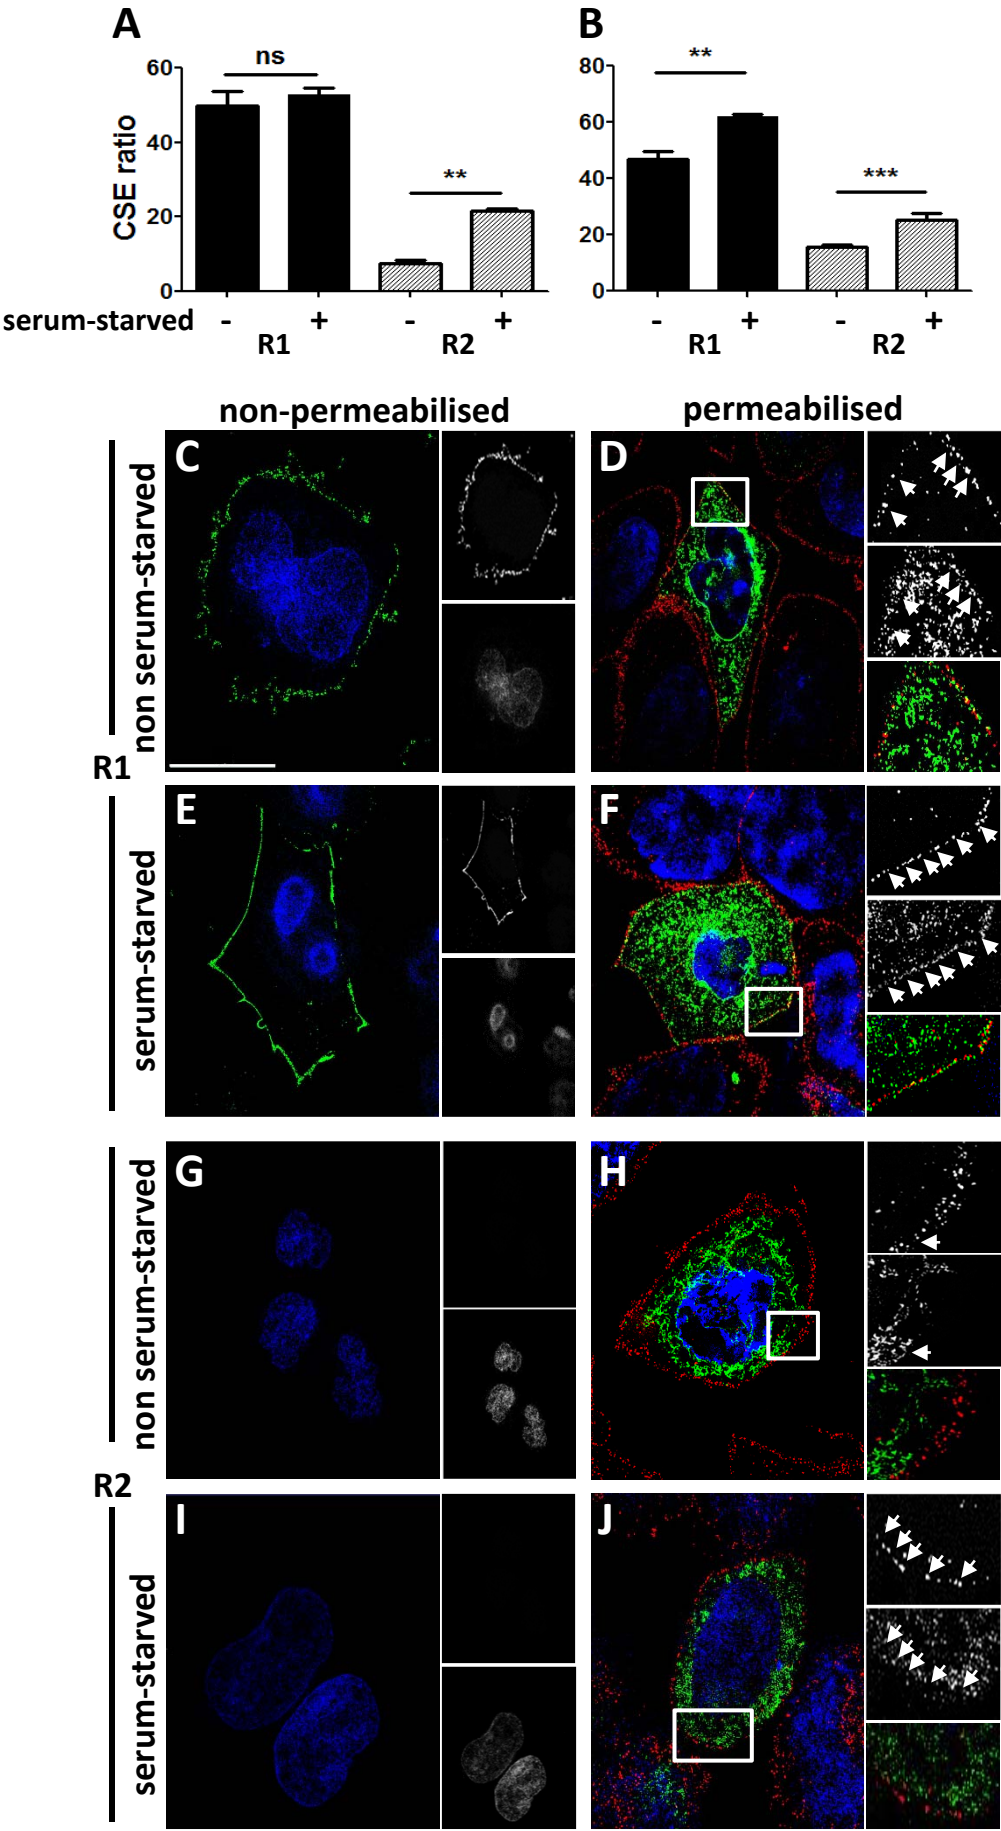 A
B
ns
**
**
***
60
40
20
0
80
60
40
20
0
CSE ratio
serum-starved - + - + - + - +
R1 R2 R1 R2
non-permeabilised permeabilised
C
D
non serum-starved
R1
E
F
serum-starved
G
H
non serum-starved
R2
I
J
serum-starved